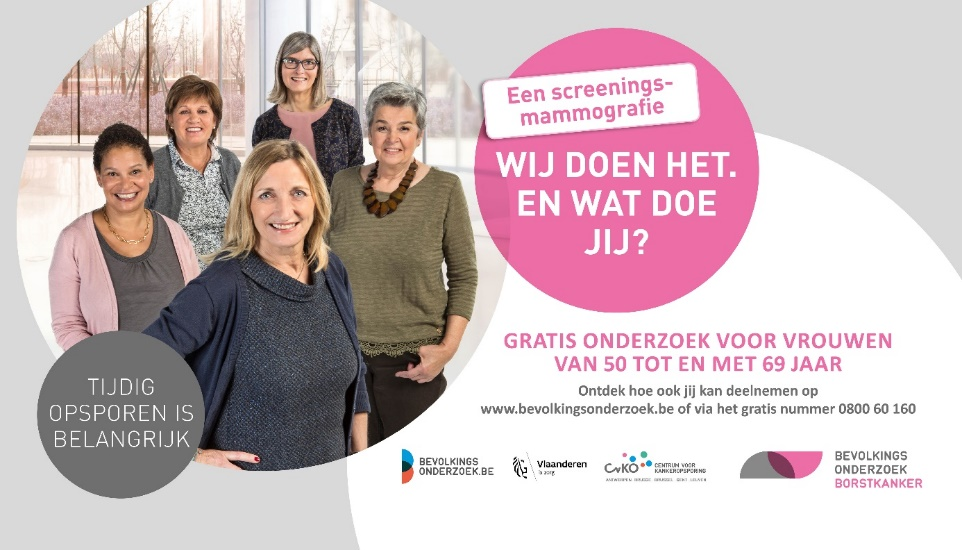 Een screenings-
mammografie
WIJ DOEN HET.
EN WAT DOE
JIJ?
GRATIS ONDERZOEK VOOR VROUWEN
VAN 50 TOT EN MET 69 JAAR
Ontdek hoe ook jij kan deelnemen op
www.bevolkingsonderzoek.be of via het gratis nummer 0800 60 160
TIJDIG
OPSPOREN IS
BELANGRIJK
BEVOLKINGS
ONDERZOEK.BE
Vlaanderen
is zorg
CvKO
CENTRUM VOOR
KANKEROPSPORING
BEVOLKINGS
ONDERZOEK
BORSTKANKER